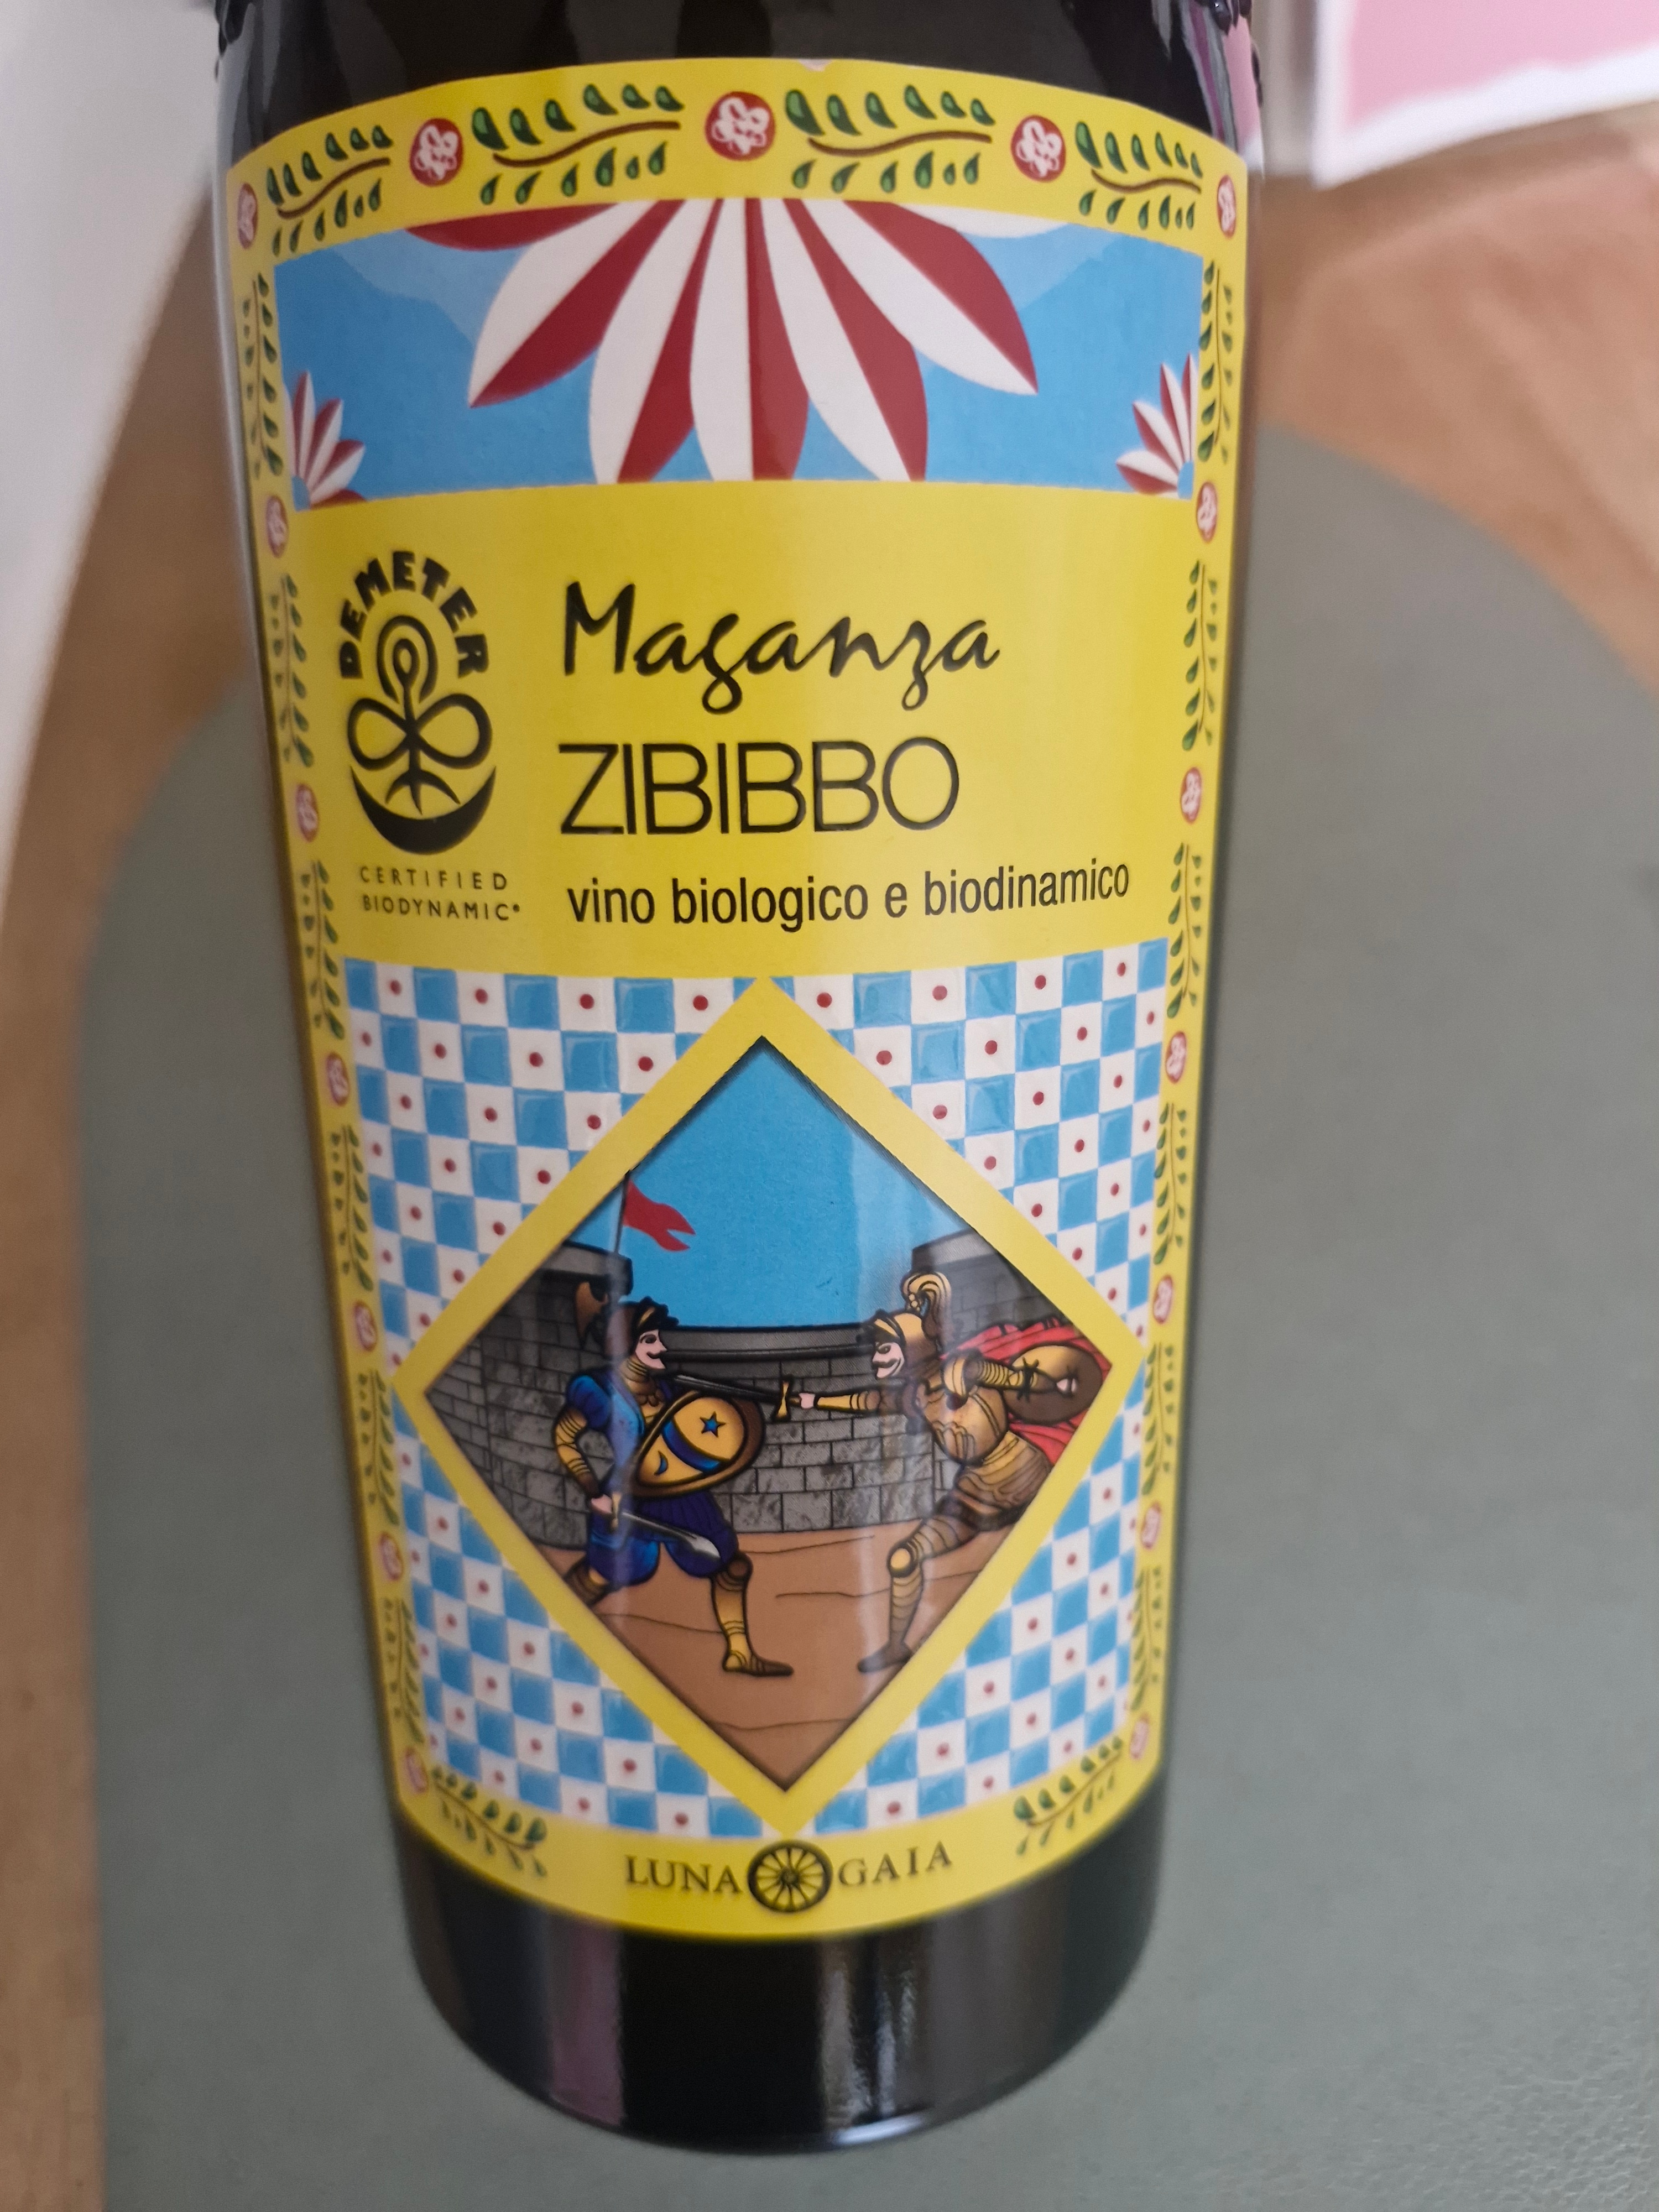 DEMETER
Maganza
ZIBIBBO
vino biologico e biodinamico
CERTIFIED
BIODYNAMIC®
LUNA GAIA